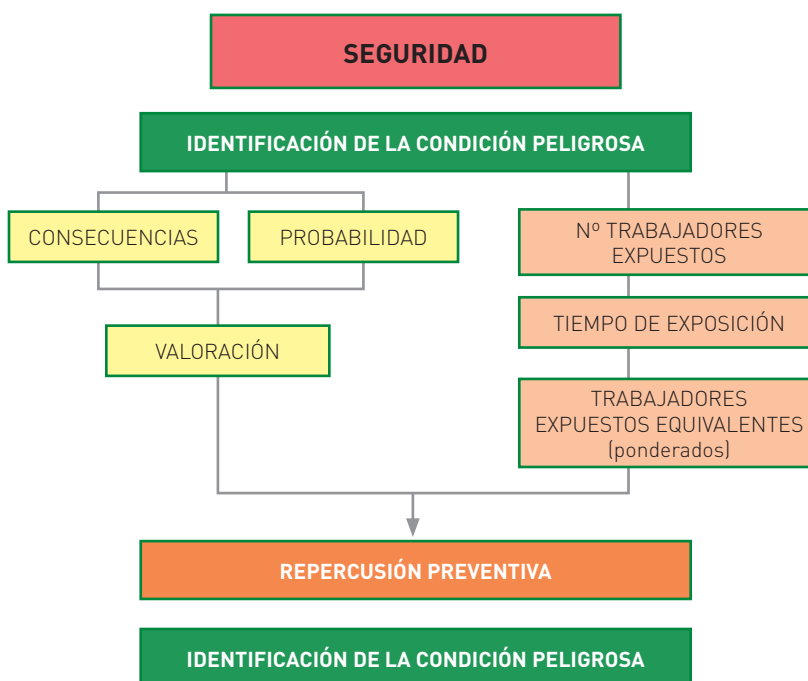 SEGURIDAD
IDENTIFICACIÓN DE LA CONDICIÓN PELIGROSA
CONSECUENCIAS
PROBABILIDAD
Nº TRABAJADORES
EXPUESTOS
TIEMPO DE EXPOSICIÓN
VALORACIÓN
TRABAJADORES
EXPUESTOS EQUIVALENTES
(ponderados)
REPERCUSIÓN PREVENTIVA
IDENTIFICACIÓN DE LA CONDICIÓN PELIGROSA